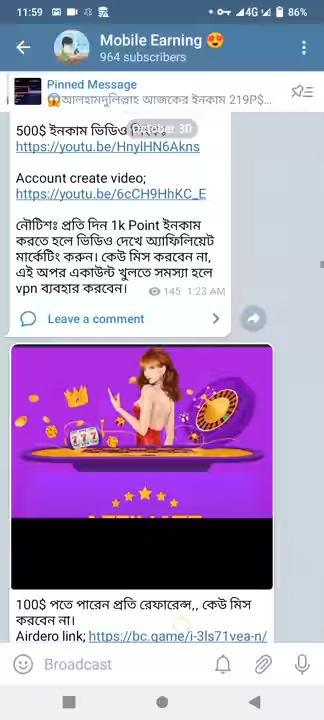 11:59
4G
86%
Mobile Earning 😍
964 subscribers
Pinned Message
😱আলহামদুলিল্লাহ আজকের ইনকাম 219P$...
October 30
500$ ইনকাম ভিডিও
https://youtu.be/HnylHN6Akns
Account create video;
https://youtu.be/6cCH9HhKC_E
নৌটিশঃ প্রতি দিন 1k Point ইনকাম
করতে হলে ভিডিও দেখে অ্যাফিলিয়েট
মার্কেটিং করুন। কেউ মিস করবেন না,
এই অপর একাউন্ট খুলতে সমস্যা হলে
vpn ব্যবহার করবেন।
145 1:23 AM
Leave a comment
777
100$ পতে পারেন প্রতি রেফারেন্স,, কেউ মিস
করবেন না।
Airdero link; https://bc.game/i-3ls71vea-n/
Broadcast